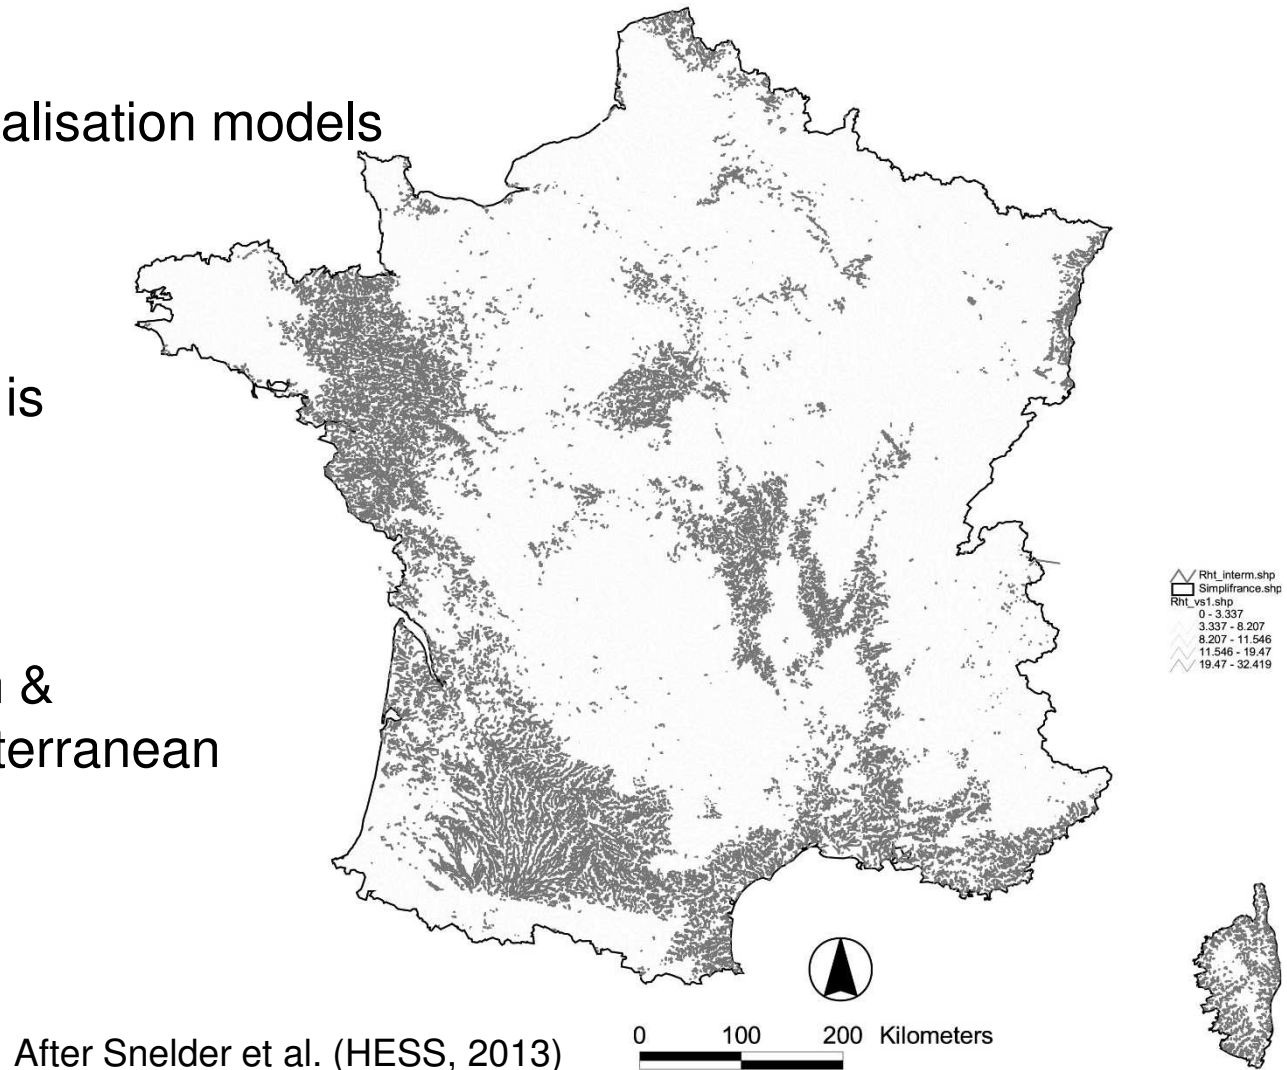 alisation models
is
&
terranean
Rht_interm.shp
Simplifrance.shp
Rht_vs1.shp
0 - 3.337
3.337 - 8.207
8.207 - 11.546
11.546 - 19.47
19.47 - 32.419
0 100 200 Kilometers
After Snelder et al. (HESS, 2013)